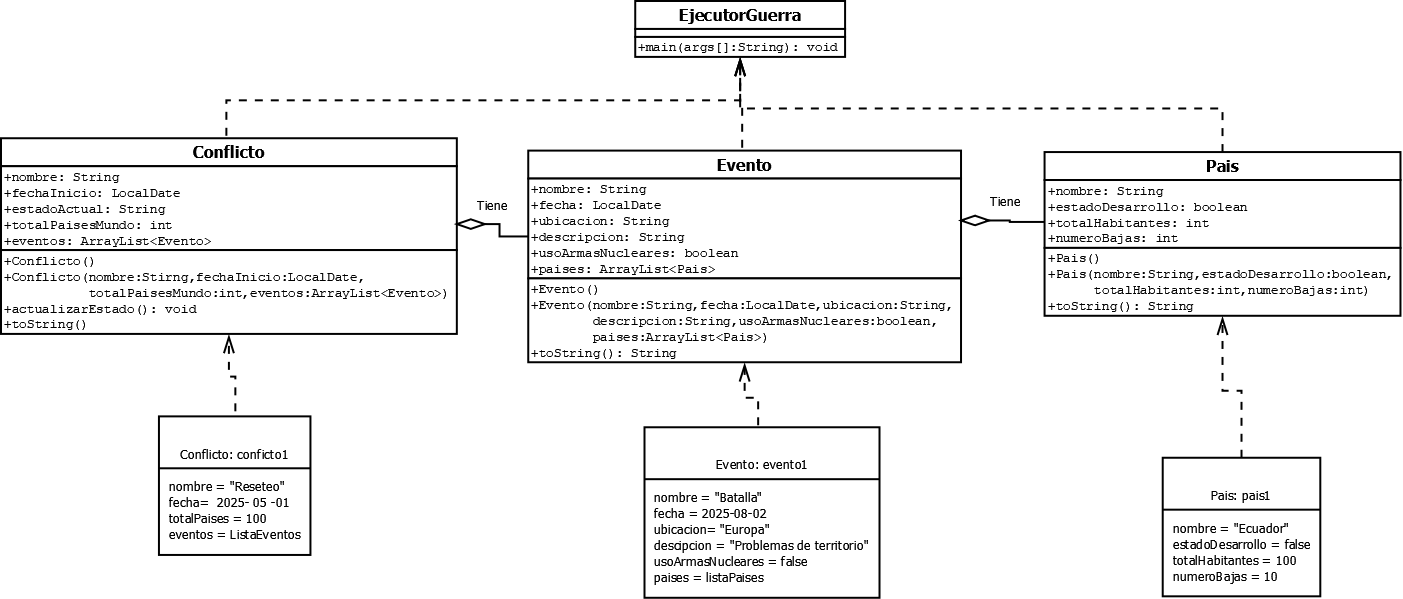 EjecutorGuerra
+main(args[]:String): void
Conflicto
+nombre: String
+fechaInicio: LocalDate
+estadoActual: String
+totalPaisesMundo: int
+eventos: ArrayList<Evento>
+Conflicto()
+Conflicto(nombre:Stirng,fechaInicio:LocalDate,
totalPaisesMundo:int,eventos:ArrayList<Evento>)
+actualizarEstado(): void
+toString()
Tiene
Evento
+nombre: String
+fecha: LocalDate
+ubicacion: String
+descripcion: String
+usoArmasNucleares: boolean
+paises: ArrayList<Pais>
+Evento()
+Evento(nombre:String,fecha:LocalDate,ubicacion:String,
descripcion:String,usoArmasNucleares:boolean,
paises:ArrayList<Pais>)
+toString(): String
Tiene
Pais
+nombre: String
+estadoDesarrollo: boolean
+totalHabitantes: int
+numeroBajas: int
+Pais()
+Pais(nombre:String,estadoDesarrollo:boolean,
totalHabitantes:int,numeroBajas:int)
+toString(): String
Conflicto: conficto1
nombre = "Reseteo"
fecha=  2025- 05 -01
totalPaises = 100
eventos = ListaEventos
Evento: evento1
nombre = "Batalla"
fecha = 2025-08-02
ubicacion= "Europa"
descipcion = "Problemas de territorio"
usoArmasNucleares = false
paises = listaPaises
Pais: pais1
nombre = "Ecuador"
estadoDesarrollo = false
totalHabitantes = 100
numeroBajas = 10